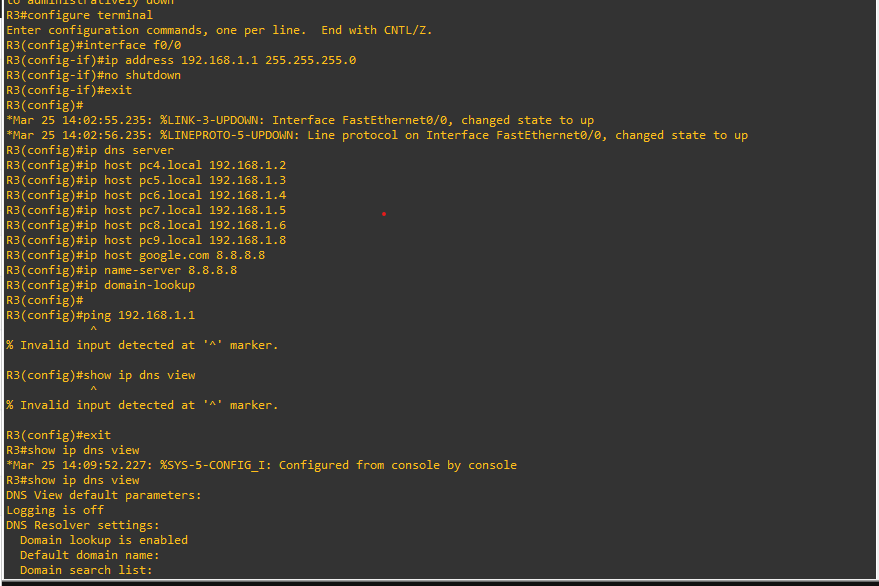 to administratively down
R3#configure terminal
Enter configuration commands, one per line.  End with CNTL/Z.
R3(config)#interface f0/0
R3(config-if)#ip address 192.168.1.1 255.255.255.0
R3(config-if)#no shutdown
R3(config-if)#exit
R3(config)#
*Mar 25 14:02:55.235: %LINK-3-UPDOWN: Interface FastEthernet0/0, changed state to up
*Mar 25 14:02:56.235: %LINEPROTO-5-UPDOWN: Line protocol on Interface FastEthernet0/0, changed state to up
R3(config)#ip dns server
R3(config)#ip host pc4.local 192.168.1.2
R3(config)#ip host pc5.local 192.168.1.3
R3(config)#ip host pc6.local 192.168.1.4
R3(config)#ip host pc7.local 192.168.1.5
R3(config)#ip host pc8.local 192.168.1.6
R3(config)#ip host pc9.local 192.168.1.8
R3(config)#ip host google.com 8.8.8.8
R3(config)#ip name-server 8.8.8.8
R3(config)#ip domain-lookup
R3(config)#
R3(config)#ping 192.168.1.1
            ^
% Invalid input detected at '^' marker.

R3(config)#show ip dns view
            ^
% Invalid input detected at '^' marker.

R3(config)#exit
R3#show ip dns view
*Mar 25 14:09:52.227: %SYS-5-CONFIG_I: Configured from console by console
R3#show ip dns view
DNS View default parameters:
Logging is off
DNS Resolver settings:
  Domain lookup is enabled
  Default domain name:
  Domain search list: